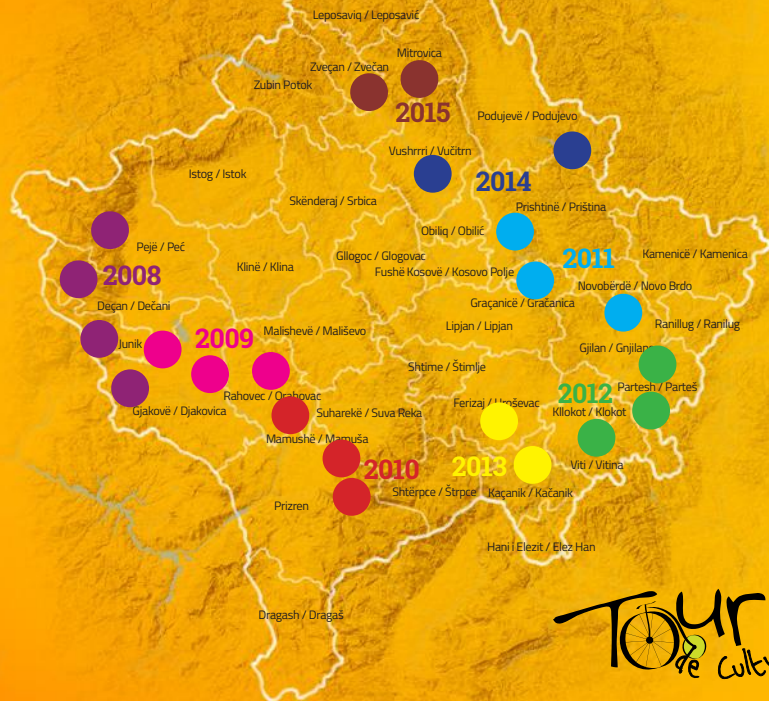 Leposaviq / Leposavić
Mitrovica
Zveçan / Zvečan
Zubin Potok
2015
Podujevë / Podujevo
Vushrrri / Vučitrn
Istog / Istok
2014
Skënderaj / Srbica
Prishtinë / Priština
Obiliq / Obilić
Pejë / Peć
Gllogoc / Glogovac
2011
Kamenicë / Kamenica
Klinë / Klina
Fushë Kosovë / Kosovo Polje
2008
Novobërdë / Novo Brdo
Deçan / Dečani
Graçanicë / Gračanica
Lipjan / Lipjan
Ranillug / Ranilug
Malishevë / Mališevo
2009
Junik
Gjilan / Gnjilane
Shtime / Štimlje
Partesh / Parteš
2012
Rahovec / Orahovac
Ferizaj / Uroševac
Gjakovë / Djakovica
Suharekë / Suva Reka
Kllokot / Klokot
Mamushë / Mamuša
2010
2013
Viti / Vitina
Shtërpce / Štrpce
Kaçanik / Kačanik
Prizren
Hani i Elezit / Elez Han
Dragash / Dragaš
Tour
de Cultu